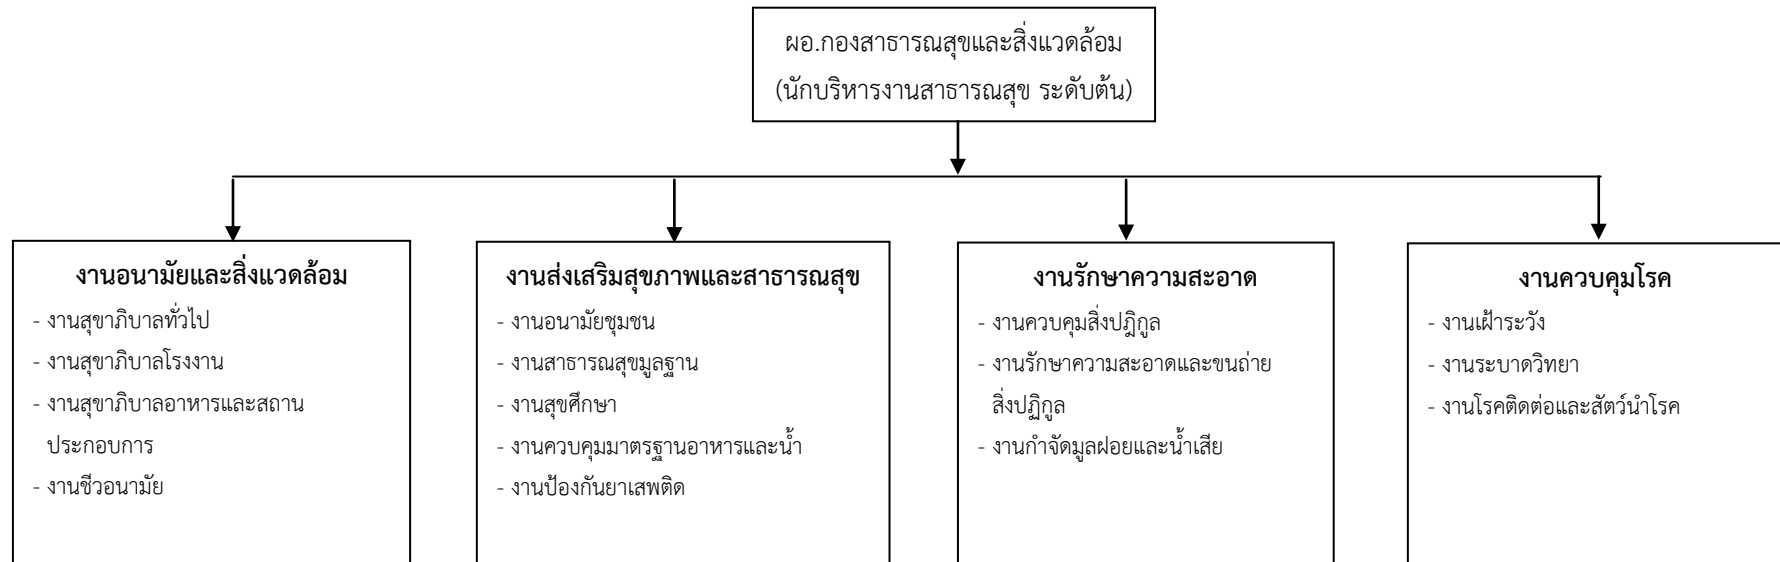 ผอ.กองสาธารณสุขและสิ่งแวดล้อม
(นักบริหารงานสาธารณสุข ระดับต้น)
งานอนามัยและสิ่งแวดล้อม
- งานสุขาภิบาลทั่วไป
- งานสุขาภิบาลโรงงาน
- งานสุขาภิบาลอาหารและสถาน
ประกอบการ
- งานชีวอนามัย
งานส่งเสริมสุขภาพและสาธารณสุข
- งานอนามัยชุมชน
- งานสาธารณสุขมูลฐาน
- งานสุขศึกษา
- งานควบคุมมาตรฐานอาหารและน้ำ
- งานป้องกันยาเสพติด
งานรักษาความสะอาด
- งานควบคุมสิ่งปฎิกูล
- งานรักษาความสะอาดและขนถ่าย
สิ่งปฏิกูล
- งานกำจัดมูลฝอยและน้ำเสีย
งานควบคุมโรค
- งานเฝ้าระวัง
- งานระบาดวิทยา
- งานโรคติดต่อและสัตว์นำโรค